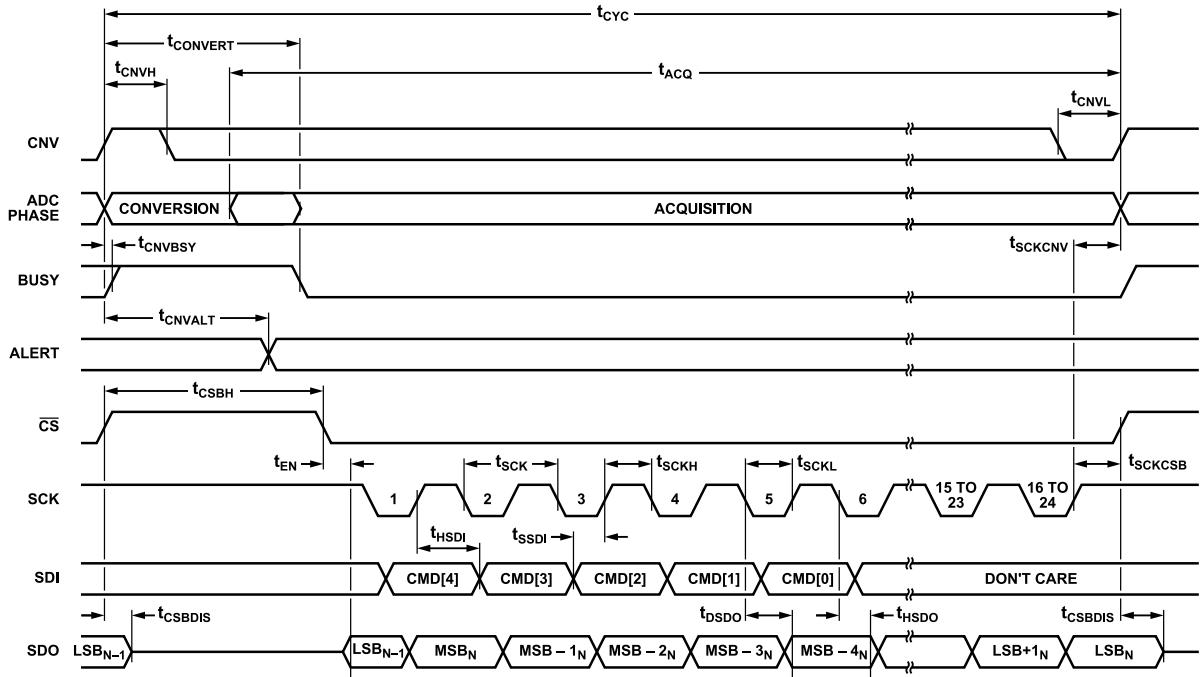 tCYC
tCONVERT
tCNVH
tACQ
tCNVL
CNV
ADC
PHASE
CONVERSION
ACQUISITION
tCNVBSY
tSCKCNV
BUSY
tCNVALT
ALERT
tCSBH
CS
tEN
tSCK
tSCKH
tSCKL
tSCKCSB
SCK
1 2 3 4 5 6 15 TO 23 16 TO 24
tHSDI
tSSDI
SDI
CMD[4] CMD[3] CMD[2] CMD[1] CMD[0] DON'T CARE
tCSBDIS
tDSDO
tHSDO
tCSBDIS
SDO LSBN–1 LSBN–1 MSBN MSB – 1N MSB – 2N MSB – 3N MSB – 4N LSB+1N LSBN